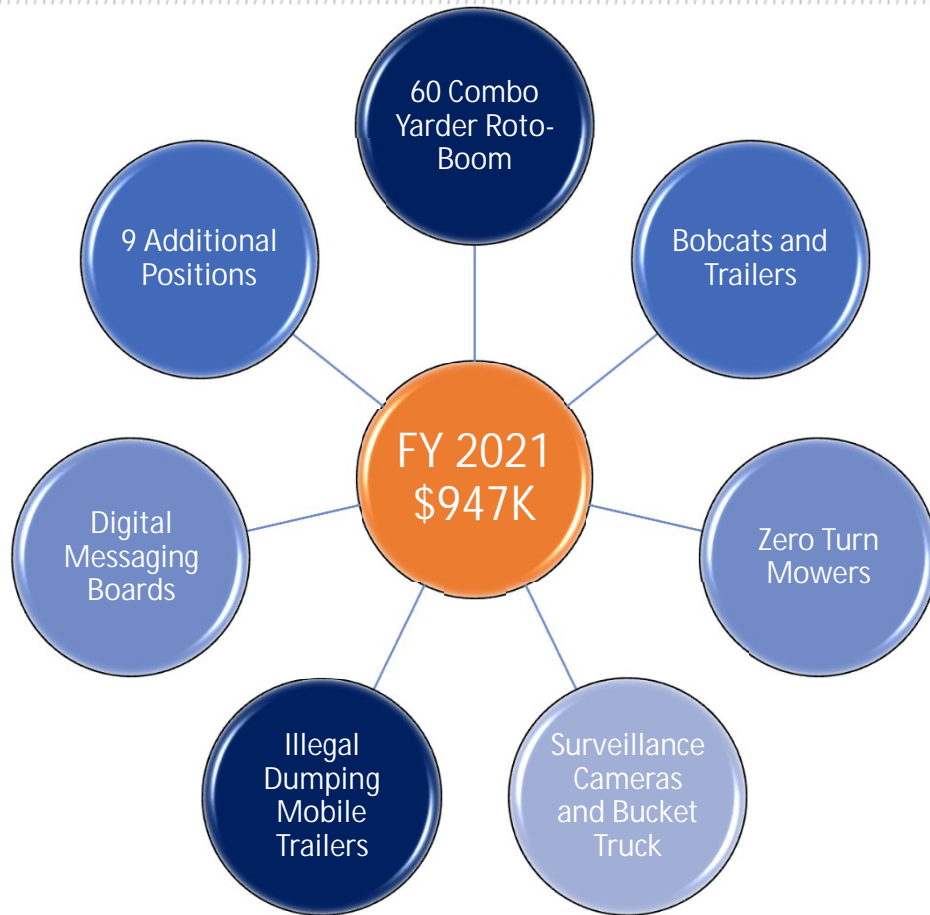 60 Combo
Yarder Roto-
Boom
9 Additional
Positions
Bobcats and
Trailers
FY 2021
$947K
Digital
Messaging
Boards
Zero Turn
Mowers
Illegal
Dumping
Mobile
Trailers
Surveillance
Cameras
and Bucket
Truck